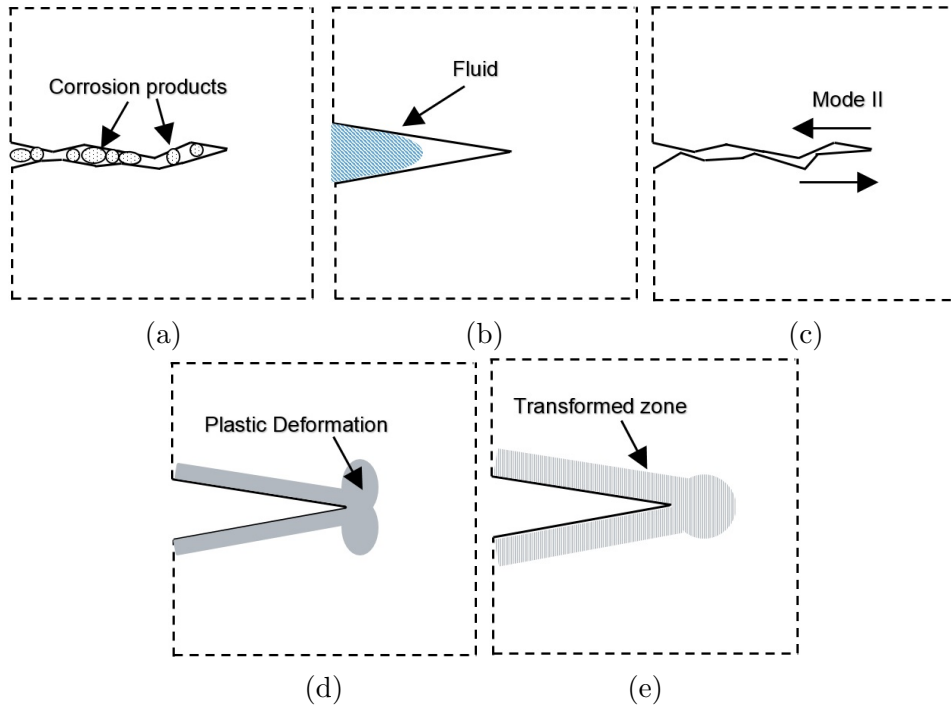 Corrosion products
Fluid
Mode II
(a)
(b)
(c)
Plastic Deformation
Transformed zone
(d)
(e)